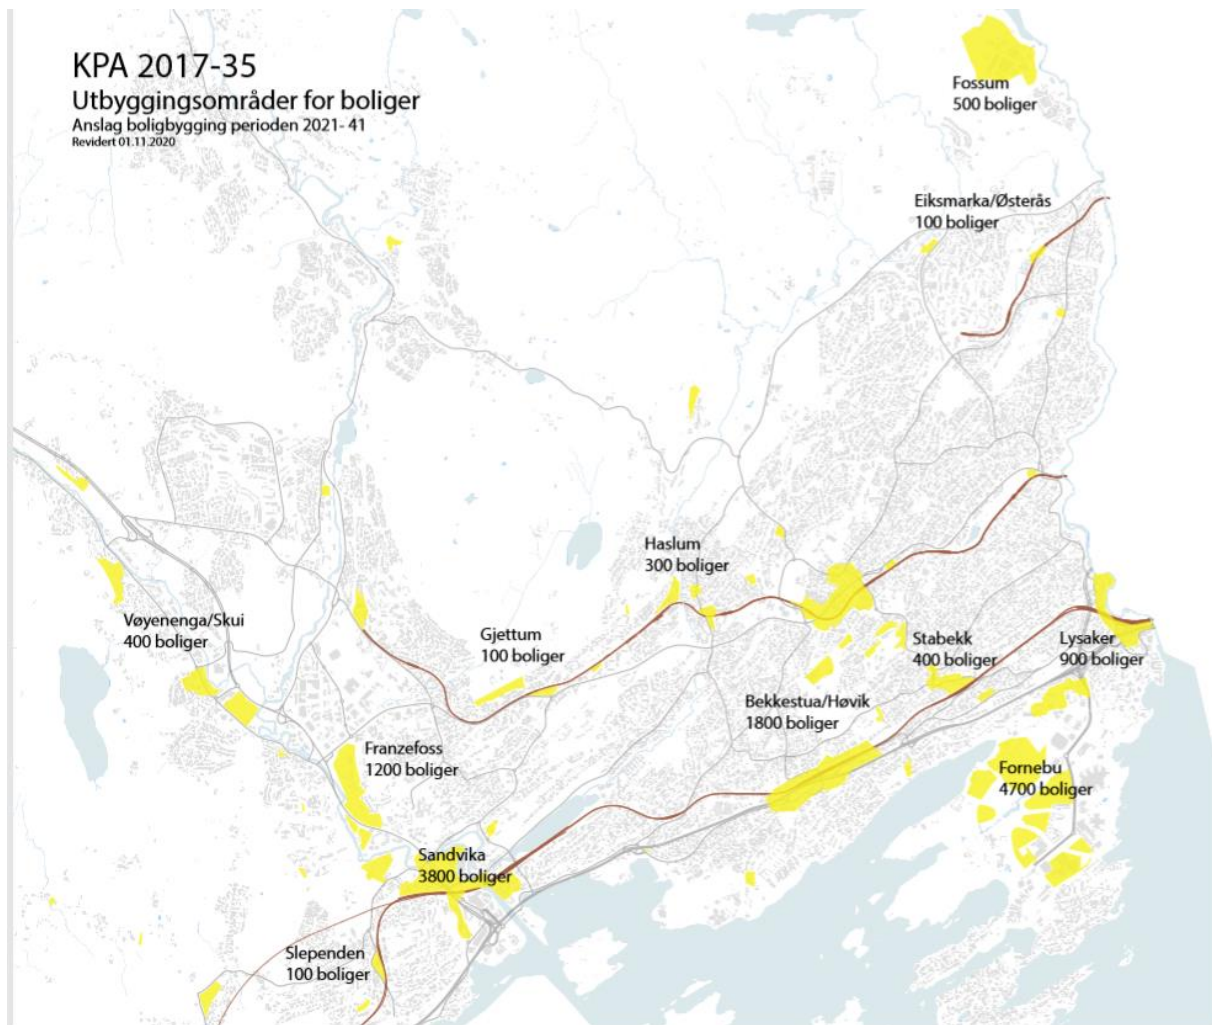 KPA 2017-35
Utbyggingsområder for boliger
Anslag boligbygging perioden 2021- 41
Revidert 01.11.2020
Fossum
500 boliger
Eiksmarka/Østerås
100 boliger
Haslum
300 boliger
Vøyenenga/Skui
400 boliger
Gjettum
100 boliger
Stabekk
400 boliger
Lysaker
900 boliger
Bekkestua/Høvik
1800 boliger
Franzefoss
1200 boliger
Fornebu
4700 boliger
Sandvika
3800 boliger
Slependen
100 boliger